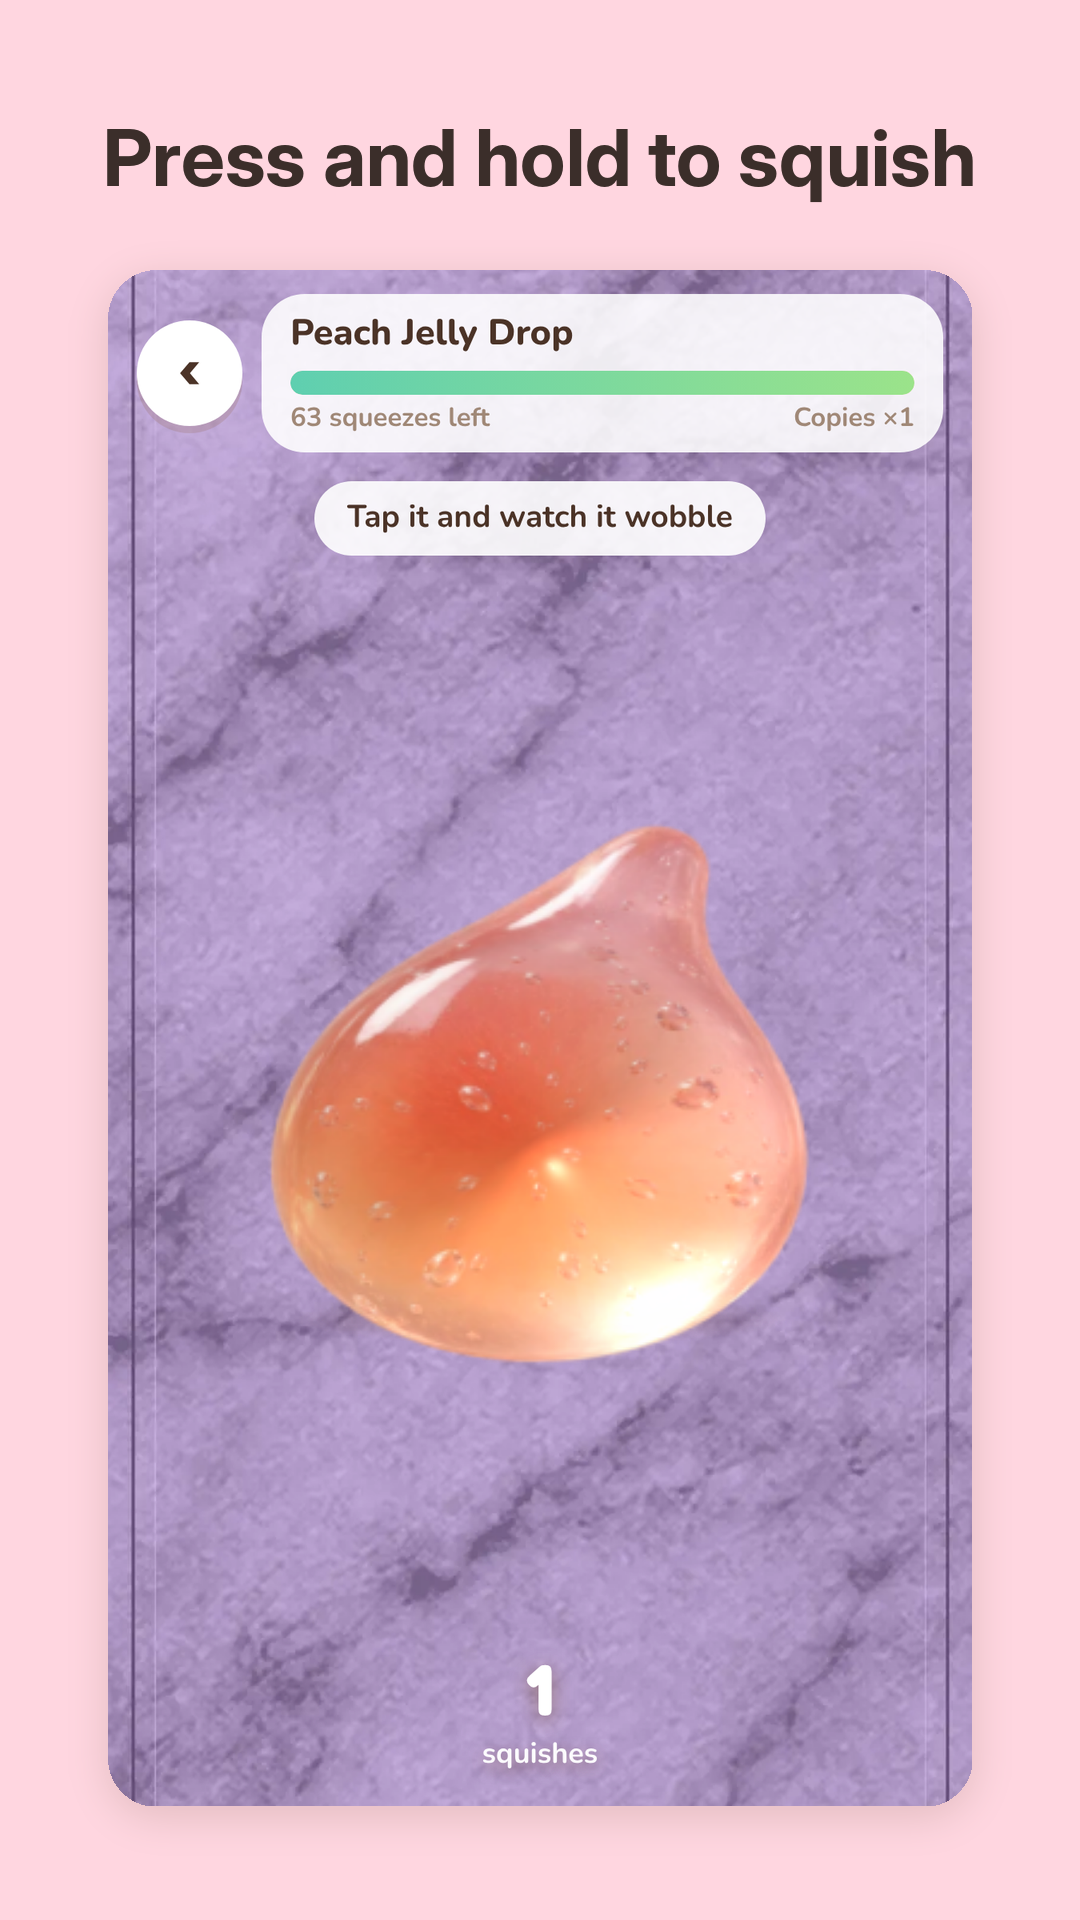 Press and hold to squish
Peach Jelly Drop
63 squeezes left
Copies ×1
Tap it and watch it wobble
1
squishes